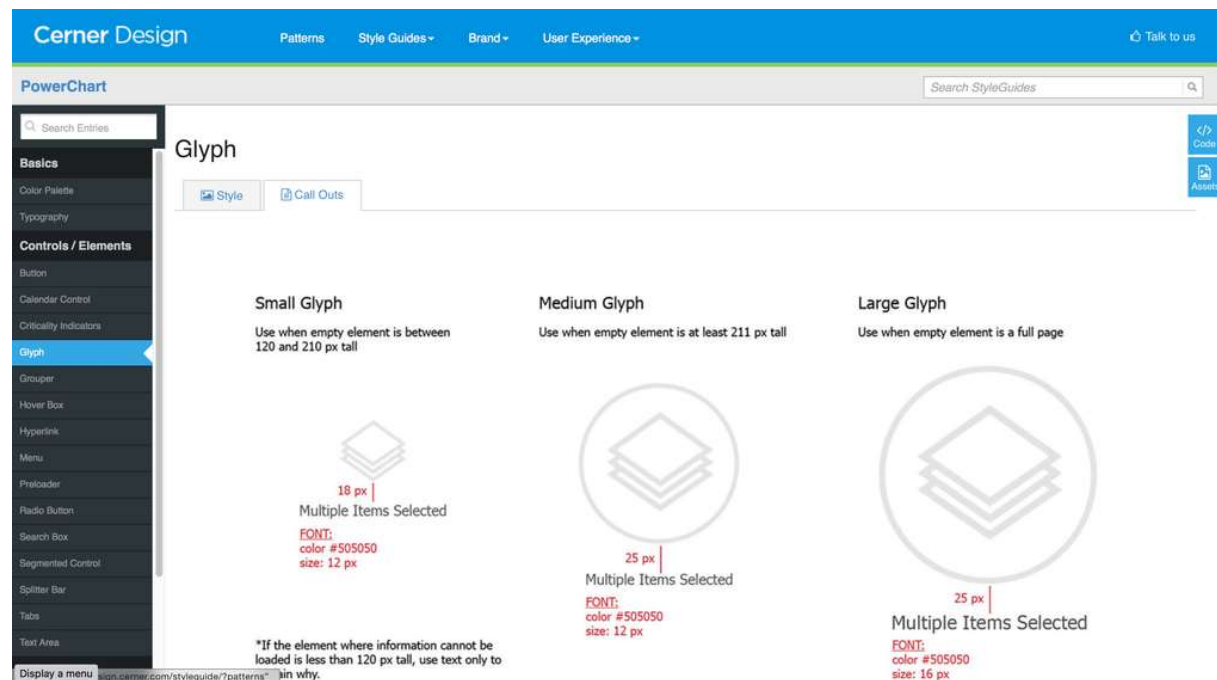 Cerner Design
Patterns
Style Guides
Brand
User Experience
Talk to us
PowerChart
Search StyleGuides
Search Entries
Basics
Color Palette
Typography
Controls / Elements
Button
Calendar Control
Criticality Indicators
Glyph
Grouper
Hover Box
Hyperlink
Menu
Preloader
Radio Button
Search Box
Segmented Control
Splitter Bar
Tabs
Text Area
Glyph
Style
Call Outs
</>
Code
Assets
Small Glyph
Use when empty element is between
120 and 210 px tall
18 px
Multiple Items Selected
FONT:
color #505050
size: 12 px
*If the element where information cannot be
loaded is less than 120 px tall, use text only to
ain why.
Medium Glyph
Use when empty element is at least 211 px tall
25 px
Multiple Items Selected
FONT:
color #505050
size: 12 px
Large Glyph
Use when empty element is a full page
25 px
Multiple Items Selected
FONT:
color #505050
size: 16 px
Display a menu
sign.cerner.com/styleguide/?patterns"